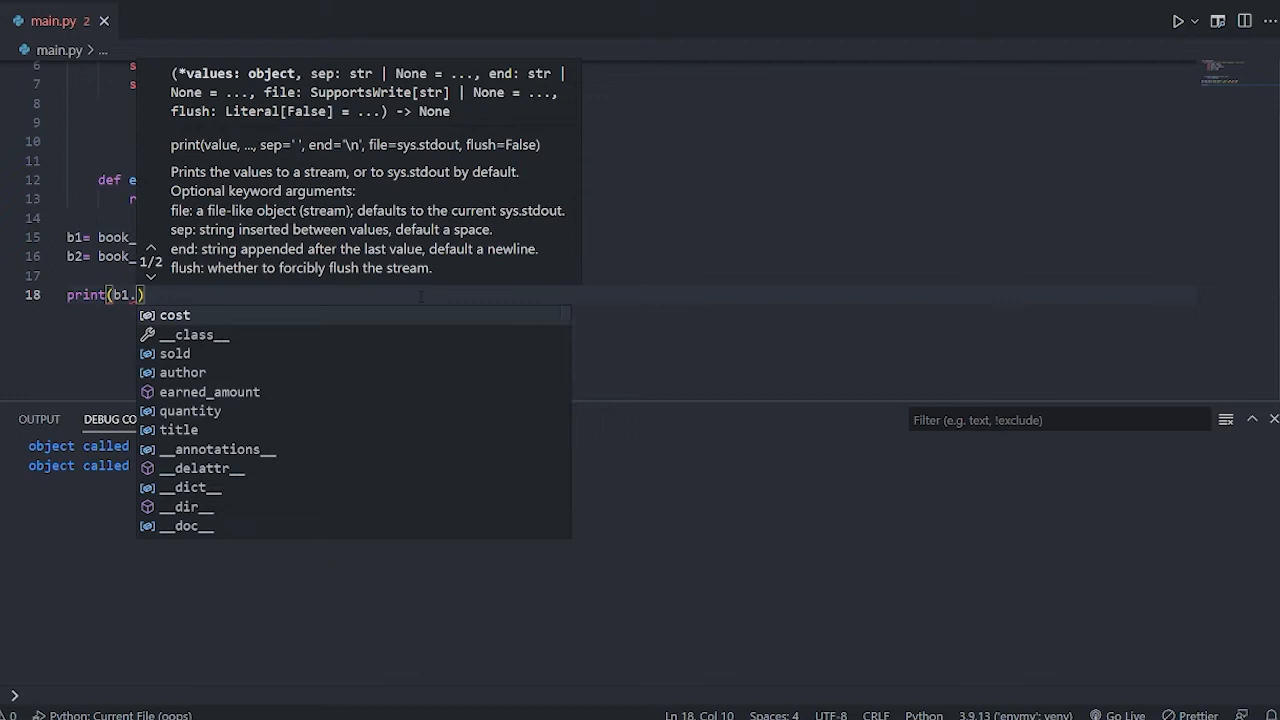 main.py 2
main.py > ...
6 s
7 s
8
9
10
11
12 def e
13 r
14
15 b1= book_
16 b2= book_
17
18 print(b1.)
(*values: object, sep: str | None = ..., end: str |
None = ..., file: SupportsWrite[str] | None = ...,
flush: Literal[False] = ...) -> None
print(value, ..., sep=' ', end='\n', file=sys.stdout, flush=False)
Prints the values to a stream, or to sys.stdout by default.
Optional keyword arguments:
file: a file-like object (stream); defaults to the current sys.stdout.
sep: string inserted between values, default a space.
end: string appended after the last value, default a newline.
flush: whether to forcibly flush the stream.
1/2
cost
__class__
sold
author
earned_amount
quantity
title
__annotations__
__delattr__
__dict__
__dir__
__doc__
OUTPUT DEBUG CO
Filter (e.g. text, !exclude)
object called
object called
>
0 Python: Current File (oops) Ln 18, Col 10 Spaces: 4 UTF-8 CRLF Python 3.9.13 ('envmy': venv) Go Live Prettier